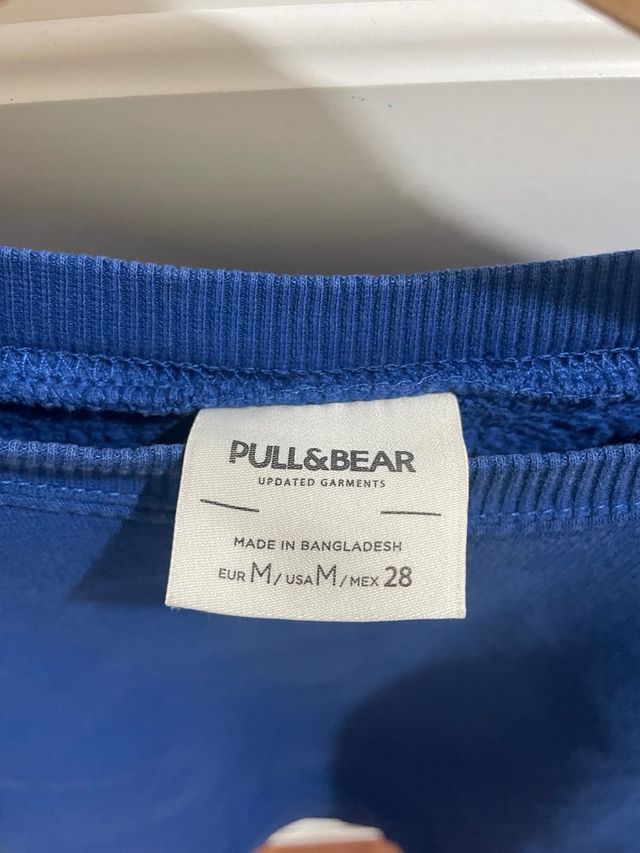 PULL&BEAR
UPDATED GARMENTS
MADE IN BANGLADESH
EUR M/USA M/MEX 28